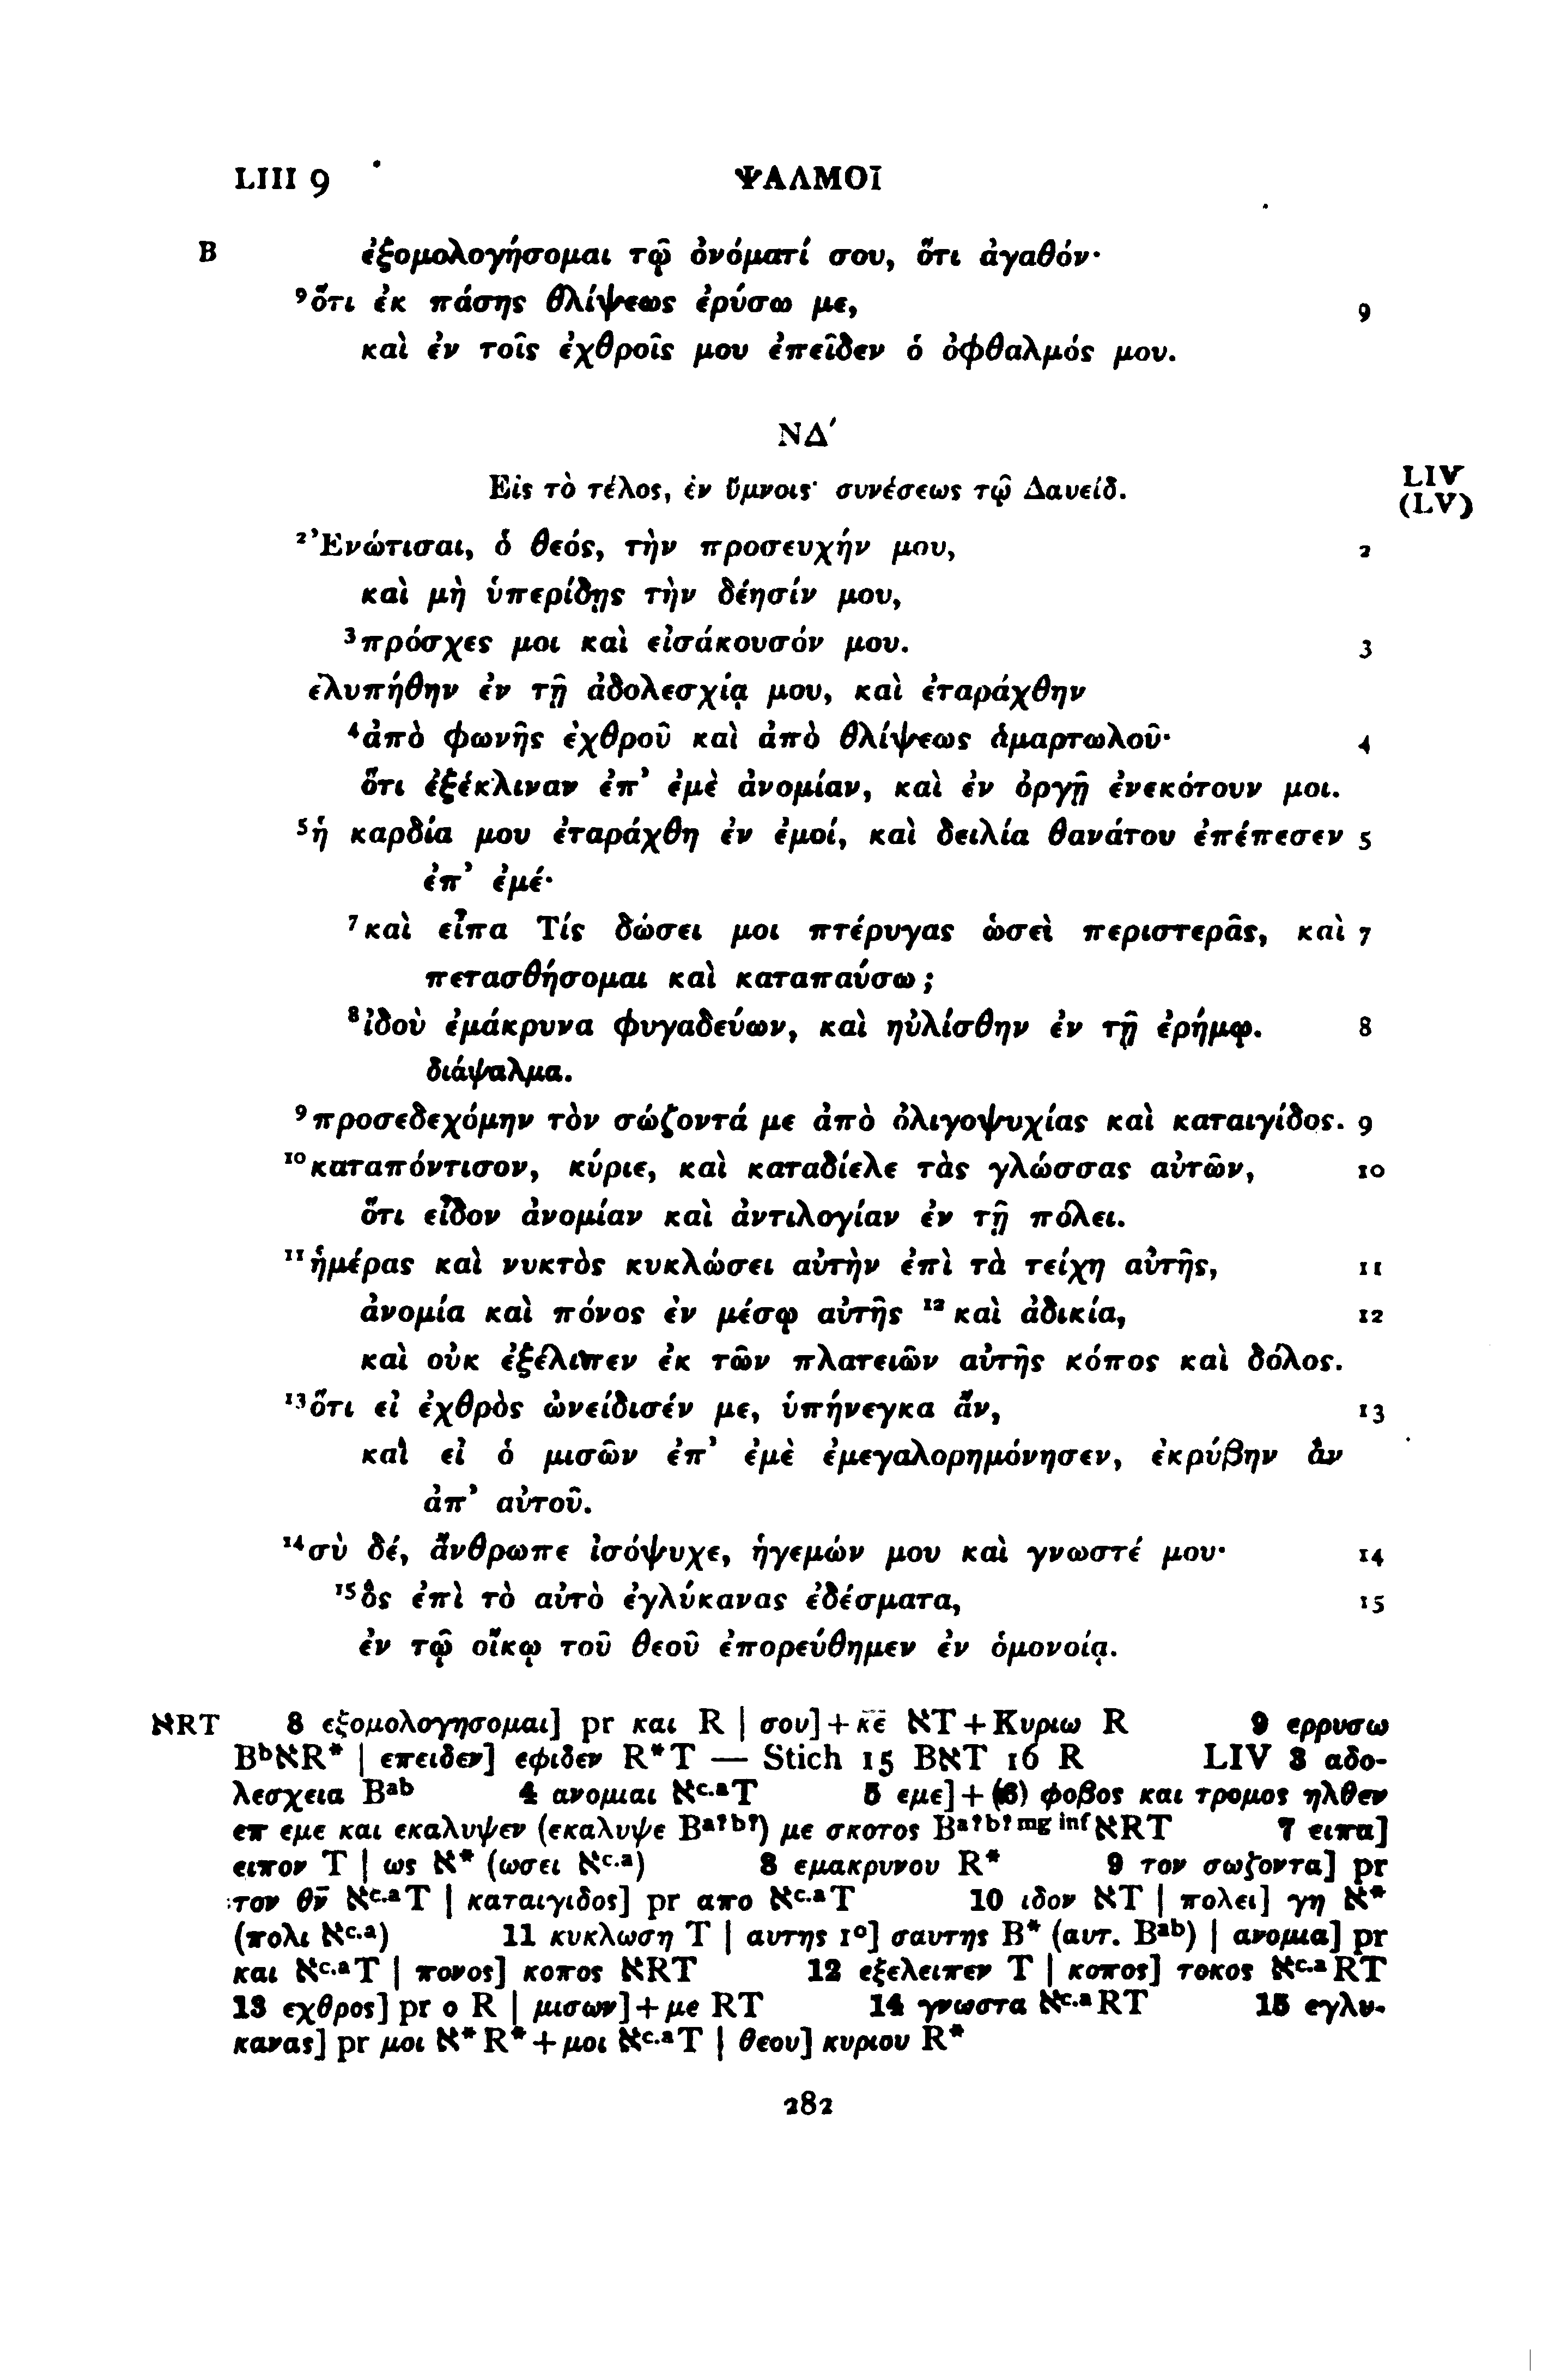 LIII 9 ΨΑΛΜΟΙ
B ἐξομολογήσομαι τῷ ὀνόματί σου, ὅτι ἀγαθόν·
⁹ὅτι ἐκ πάσης θλίψεως ἐρύσω με, 9
καὶ ἐν τοῖς ἐχθροῖς μου ἐπεῖδεν ὁ ὀφθαλμός μου.
ΝΔ´
Εἰς τὸ τέλος, ἐν ὕμνοις· συνέσεως τῷ Δαυείδ. LIV (LV)
²Ἐνώτισαι, ὁ θεός, τὴν προσευχήν μου, 2
καὶ μὴ ὑπερίδῃς τὴν δέησίν μου,
³πρόσχες μοι καὶ εἰσάκουσόν μου. 3
ἐλυπήθην ἐν τῇ ἀδολεσχίᾳ μου, καὶ ἐταράχθην
⁴ἀπὸ φωνῆς ἐχθροῦ καὶ ἀπὸ θλίψεως ἁμαρτωλοῦ· 4
ὅτι ἐξέκλιναν ἐπ᾽ ἐμὲ ἀνομίαν, καὶ ἐν ὀργῇ ἐνεκότουν μοι.
⁵ἡ καρδία μου ἐταράχθη ἐν ἐμοί, καὶ δειλία θανάτου ἐπέπεσεν 5
ἐπ᾽ ἐμέ·
⁷καὶ εἶπα Τίς δώσει μοι πτέρυγας ὡσεὶ περιστερᾶς, καὶ 7
πετασθήσομαι καὶ καταπαύσω;
⁸ἰδοὺ ἐμάκρυνα φυγαδεύων, καὶ ηὐλίσθην ἐν τῇ ἐρήμῳ. 8
διάψαλμα.
⁹προσεδεχόμην τὸν σώζοντά με ἀπὸ ὀλιγοψυχίας καὶ καταιγίδος. 9
¹⁰καταπόντισον, κύριε, καὶ καταδίελε τὰς γλώσσας αὐτῶν, 10
ὅτι εἶδον ἀνομίαν καὶ ἀντιλογίαν ἐν τῇ πόλει.
¹¹ἡμέρας καὶ νυκτὸς κυκλώσει αὐτὴν ἐπὶ τὰ τείχη αὐτῆς, 11
ἀνομία καὶ πόνος ἐν μέσῳ αὐτῆς ¹²καὶ ἀδικία, 12
καὶ οὐκ ἐξέλιπεν ἐκ τῶν πλατειῶν αὐτῆς κόπος καὶ δόλος.
¹³ὅτι εἰ ἐχθρὸς ὠνείδισέν με, ὑπήνεγκα ἄν, 13
καὶ εἰ ὁ μισῶν ἐπ᾽ ἐμὲ ἐμεγαλορημόνησεν, ἐκρύβην ἂν
ἀπ᾽ αὐτοῦ.
¹⁴σὺ δέ, ἄνθρωπε ἰσόψυχε, ἡγεμών μου καὶ γνωστέ μου· 14
¹⁵ὃς ἐπὶ τὸ αὐτὸ ἐγλύκανας ἐδέσματα, 15
ἐν τῷ οἴκῳ τοῦ θεοῦ ἐπορεύθημεν ἐν ὁμονοίᾳ.
אRT 8 εξομολογησομαι] pr και R | σου]+κ̅ε̅ אT+Κυριω R 9 ερρυσω
BᵇאR* | επειδεν] εφιδεν R*T — Stich 15 BאT 16 R LIV 3 αδο-
λεσχεια Bᵃᵇ 4 ανομιαι אᶜ·ᵃT 5 εμε]+(6) φοβος και τρομος ηλθεν
επ εμε και εκαλυψεν (εκαλυψε Bᵃ?ᵇ?) με σκοτος Bᵃ?ᵇ? ᵐᵍ ⁱⁿᶠאRT 7 ειπα]
ειπον T | ως א* (ωσει אᶜ·ᵃ) 8 εμακρυνου R* 9 τον σωζοντα] pr
τον θ̅ν̅ אᶜ·ᵃT | καταιγιδος] pr απο אᶜ·ᵃT 10 ιδον אT | πολει] γη א*
(πολι אᶜ·ᵃ) 11 κυκλωση T | αυτης 1°] σαυτης B* (αυτ. Bᵃᵇ) | ανομια] pr
και אᶜ·ᵃT | πονος] κοπος אRT 12 εξελειπεν T | κοπος] τοκος אᶜ·ᵃRT
13 εχθρος] pr ο R | μισων]+με RT 14 γνωστα אᶜ·ᵃRT 15 εγλυ-
κανας] pr μοι א*R*+μοι אᶜ·ᵃT | θεου] κυριου R*
282